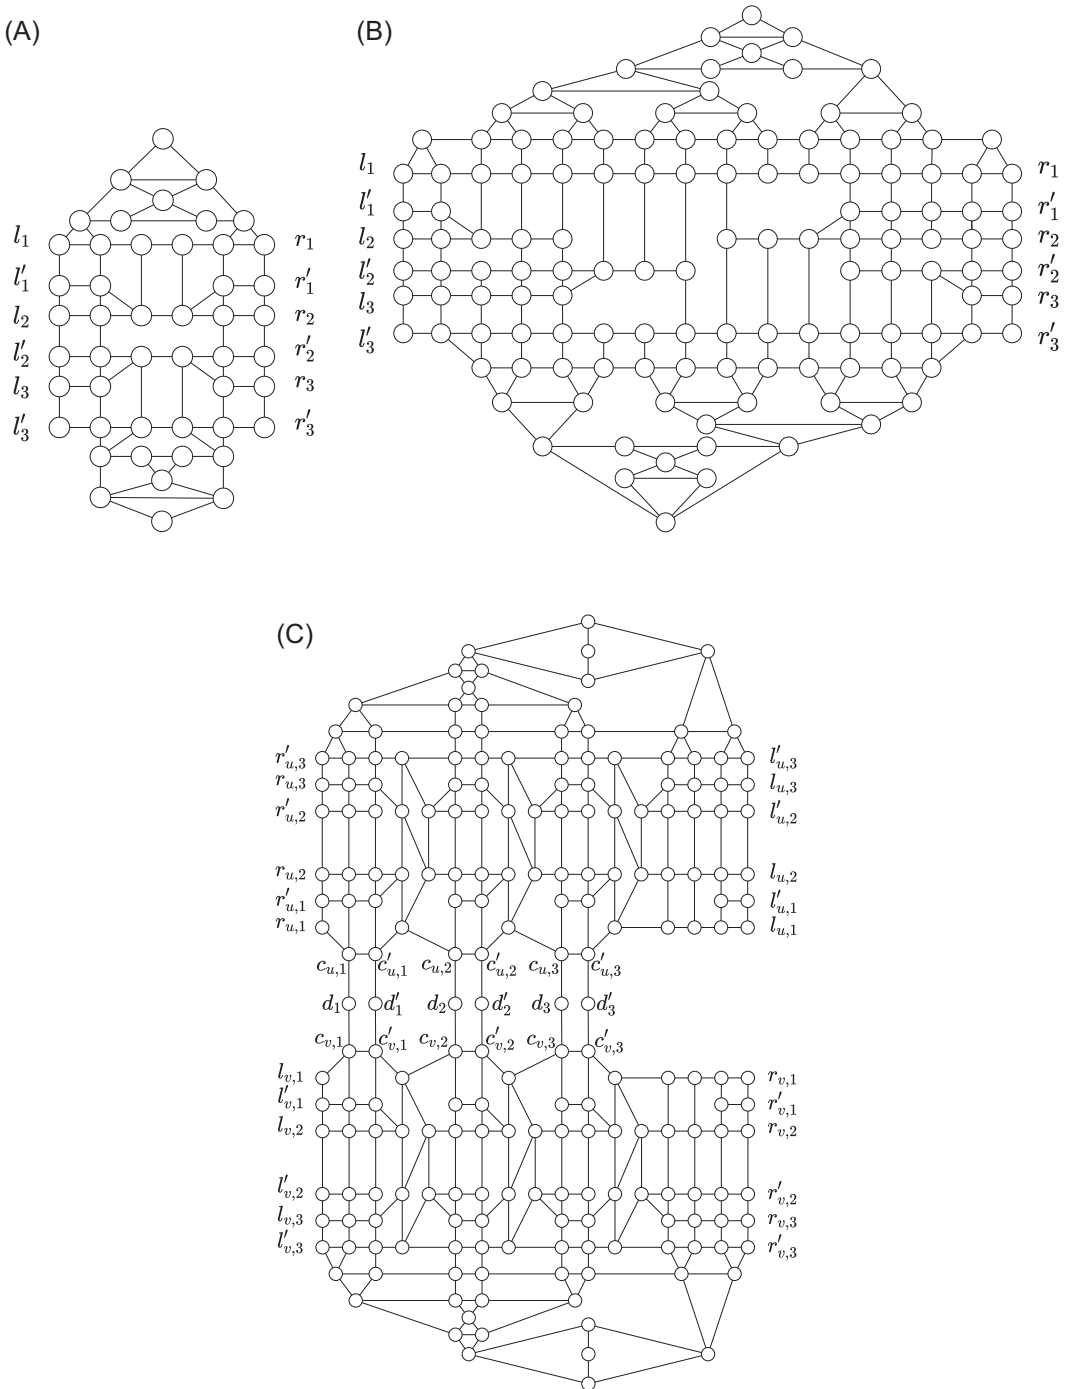 (A)
(B)
l₁ r₁
l′₁ r′₁
l₂ r₂
l′₂ r′₂
l₃ r₃
l′₃ r′₃
l₁ r₁
l′₁ r′₁
l₂ r₂
l′₂ r′₂
l₃ r₃
l′₃ r′₃
(C)
r′u,3 l′u,3
ru,3 lu,3
r′u,2 l′u,2
ru,2 lu,2
r′u,1 l′u,1
ru,1 lu,1
cu,1 c′u,1 cu,2 c′u,2 cu,3 c′u,3
d₁ d′₁ d₂ d′₂ d₃ d′₃
cv,1 c′v,1 cv,2 c′v,2 cv,3 c′v,3
lv,1 rv,1
l′v,1 r′v,1
lv,2 rv,2
l′v,2 r′v,2
lv,3 rv,3
l′v,3 r′v,3